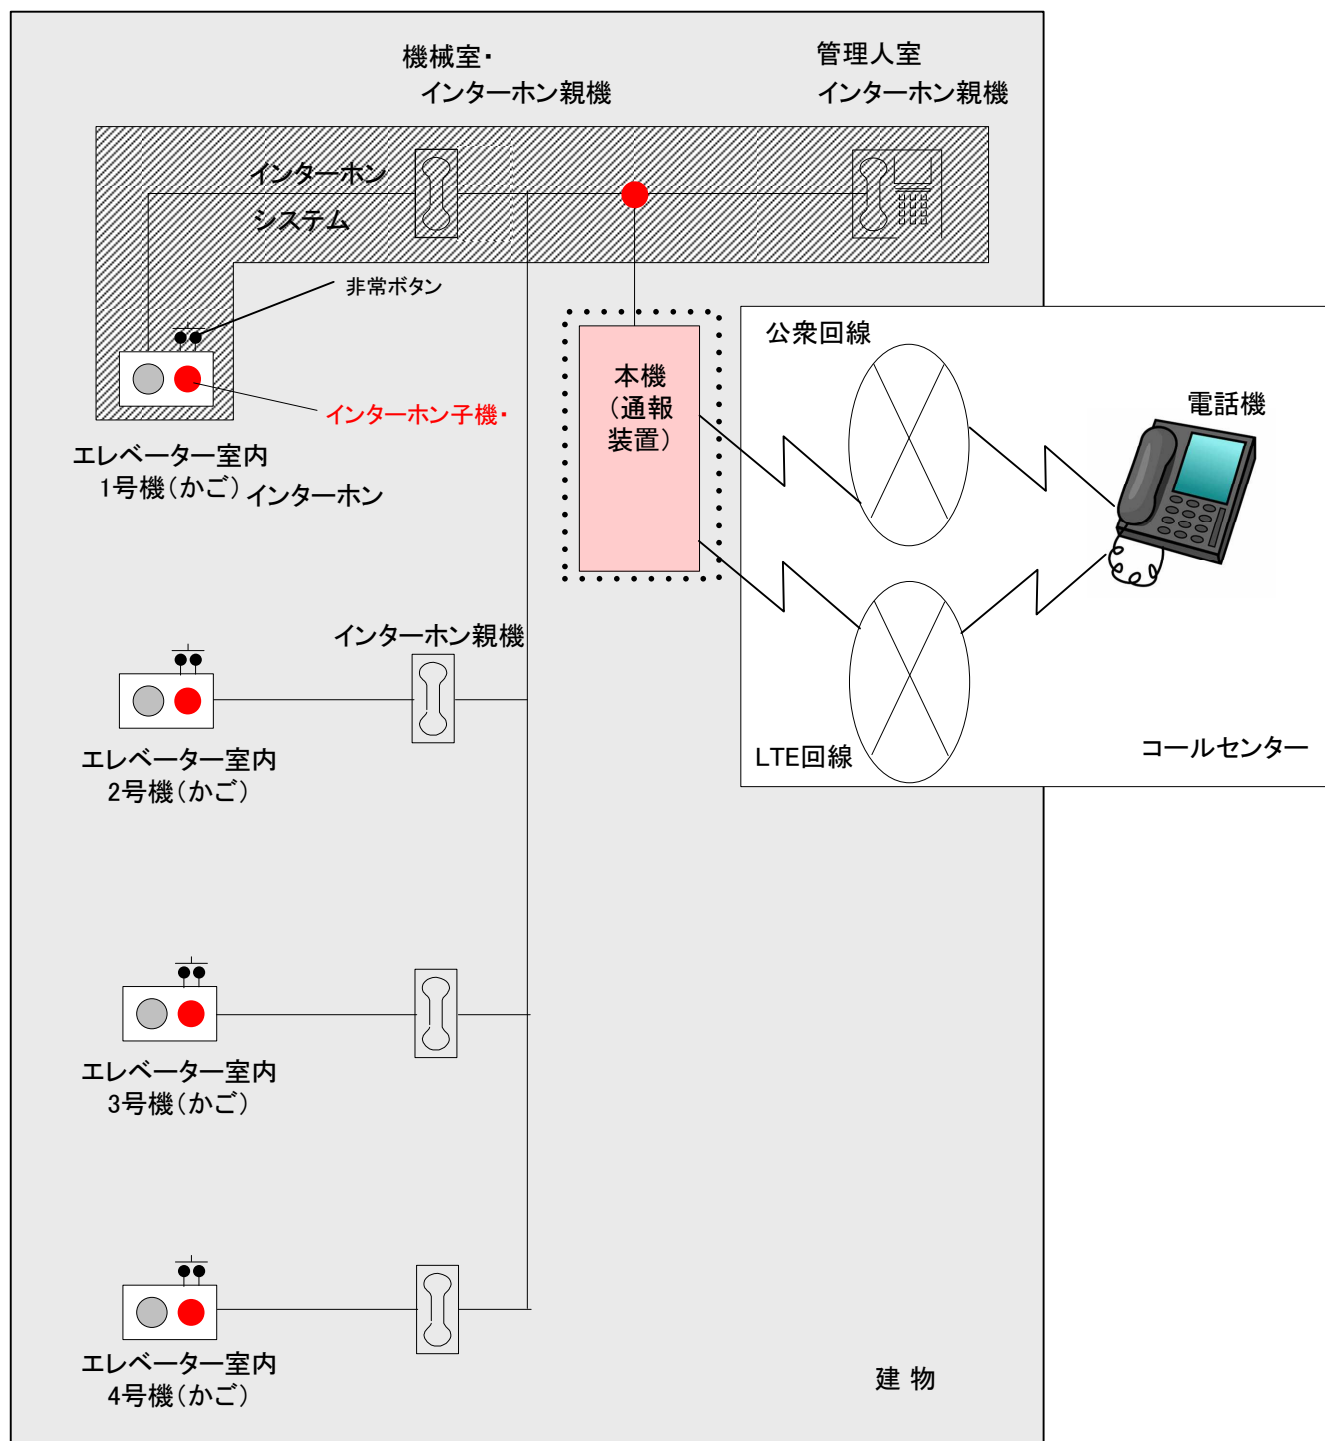 機械室・
インターホン親機
管理人室
インターホン親機
インターホン
システム
非常ボタン
インターホン子機・
エレベーター室内
1号機(かご)
インターホン
本機
(通報
装置)
公衆回線
電話機
LTE回線
コールセンター
インターホン親機
エレベーター室内
2号機(かご)
エレベーター室内
3号機(かご)
エレベーター室内
4号機(かご)
建 物